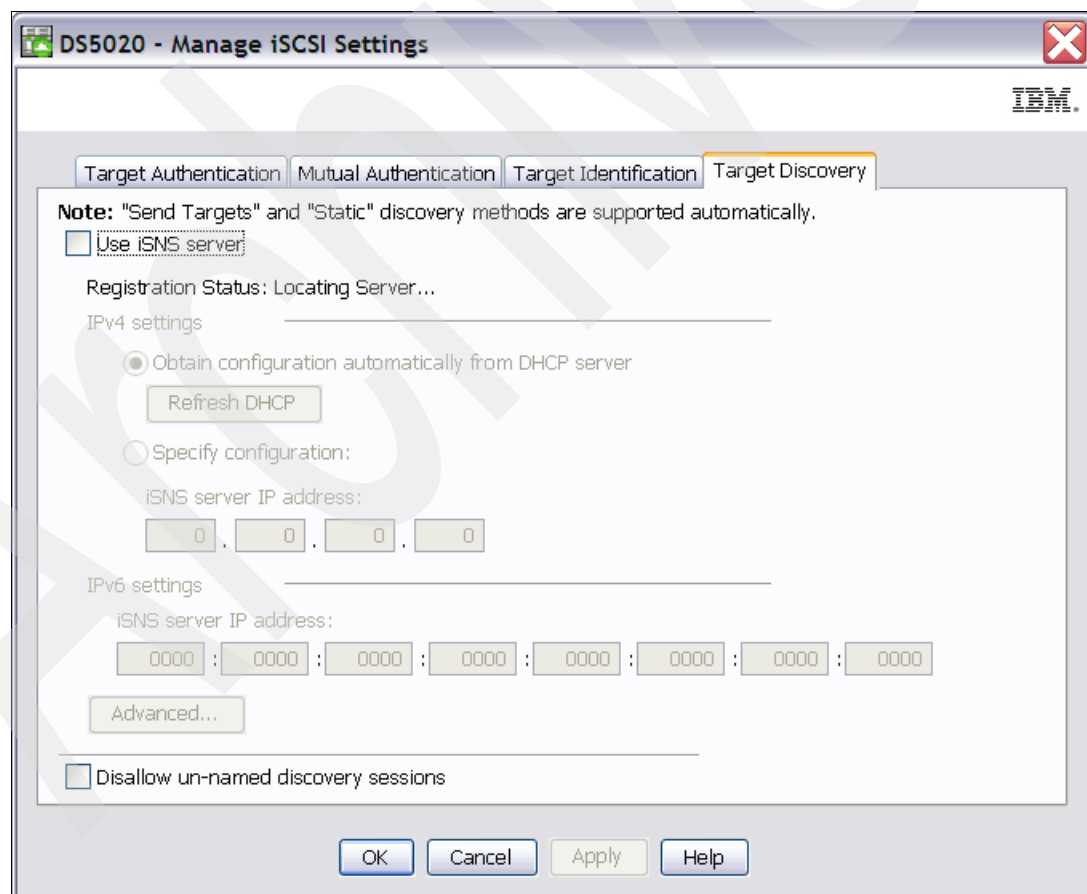 DS5020 - Manage iSCSI Settings
IBM.
Target Authentication Mutual Authentication Target Identification Target Discovery
Note: "Send Targets" and "Static" discovery methods are supported automatically.
Use iSNS server
Registration Status: Locating Server...
IPv4 settings
Obtain configuration automatically from DHCP server
Refresh DHCP
Specify configuration:
iSNS server IP address:
0 . 0 . 0 . 0
IPv6 settings
iSNS server IP address:
0000 : 0000 : 0000 : 0000 : 0000 : 0000 : 0000 : 0000
Advanced...
Disallow un-named discovery sessions
OK Cancel Apply Help